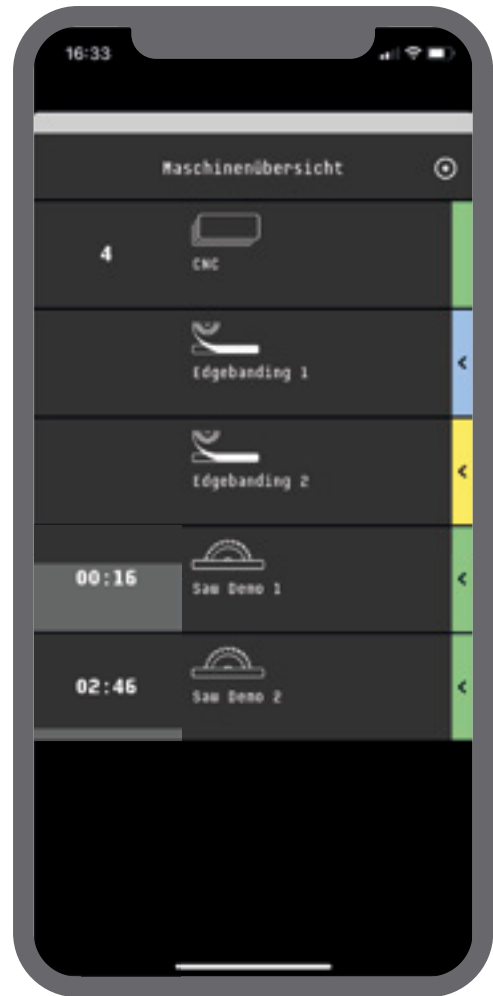 16:33
Maschinenübersicht
4
CNC
Edgebanding 1
Edgebanding 2
00:16
Saw Demo 1
02:46
Saw Demo 2